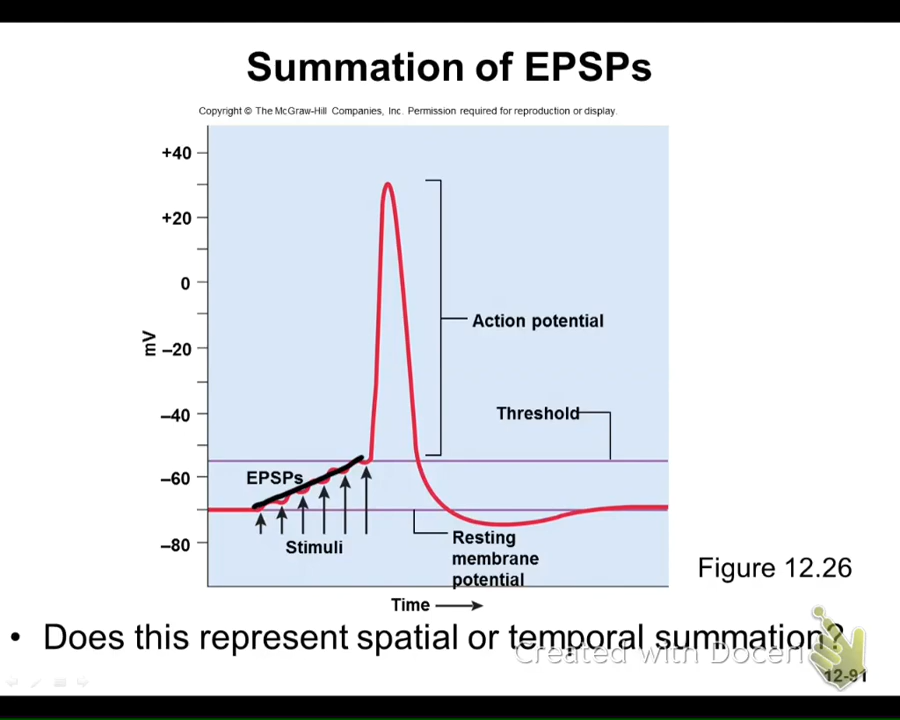 Summation of EPSPs
Copyright © The McGraw-Hill Companies, Inc. Permission required for reproduction or display.
+40
+20
0
–20
mV
–40
–60
–80
Action potential
Threshold
EPSPs
Stimuli
Resting
membrane
potential
Time
Figure 12.26
• Does this represent spatial or temporal summation?
Created with Doceri
12-91